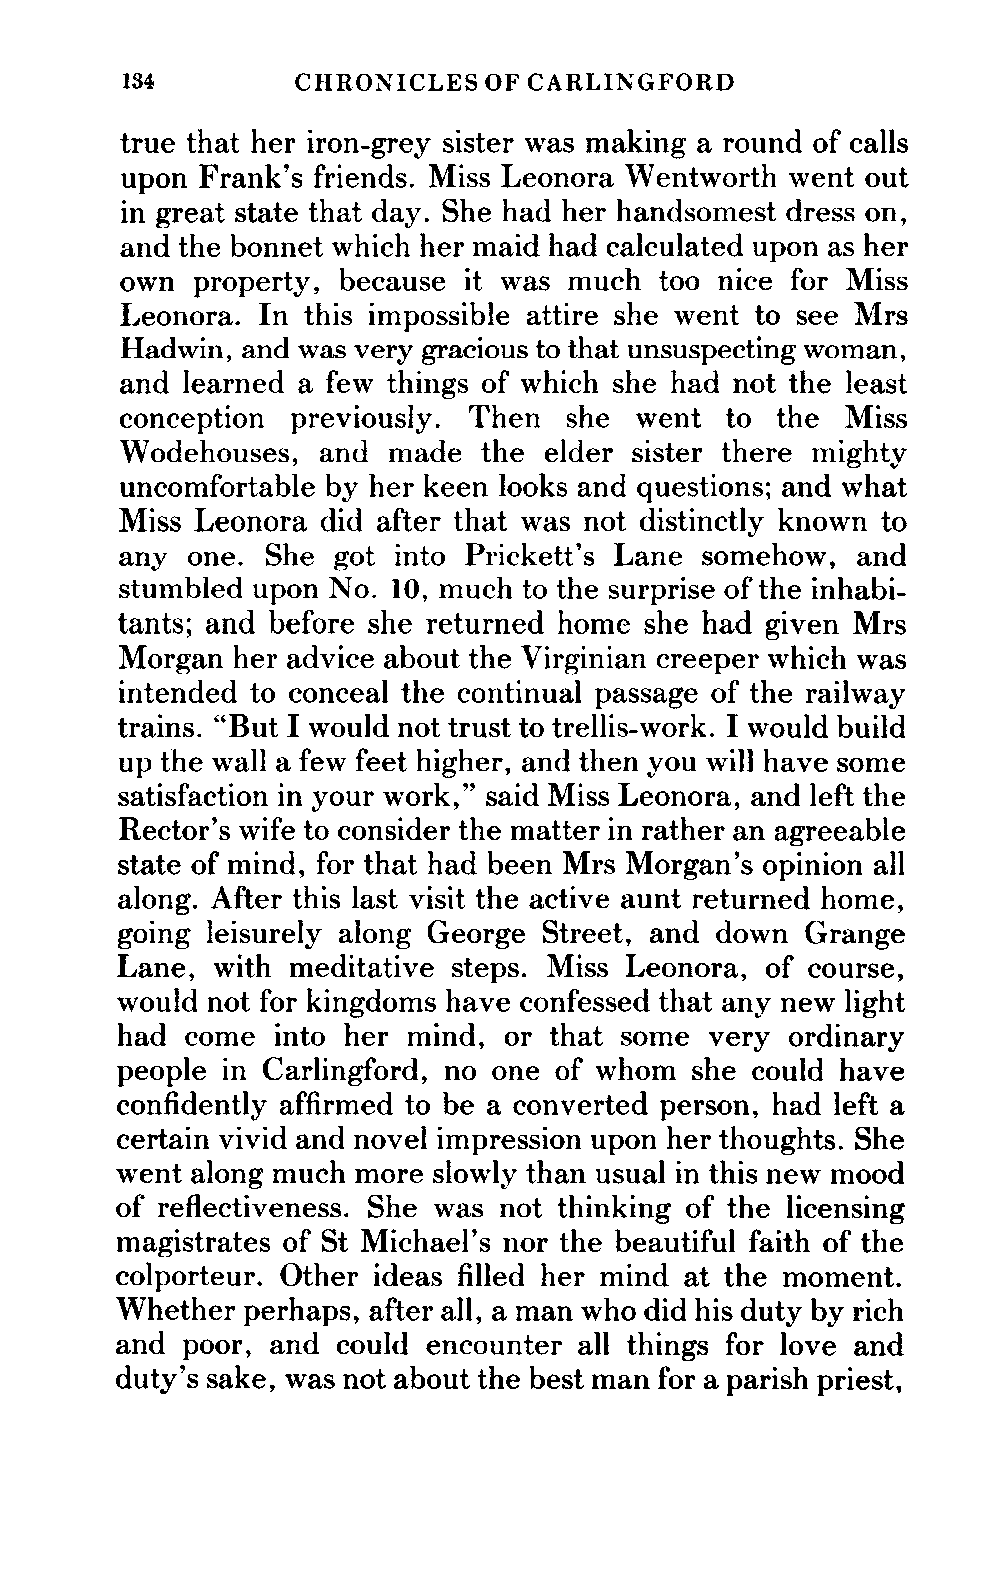 134 CHRONICLES OF CARLINGFORD
true that her iron-grey sister was making a round of calls
upon Frank's friends. Miss Leonora Wentworth went out
in great state that day. She had her handsomest dress on,
and the bonnet which her maid had calculated upon as her
own property, because it was much too nice for Miss
Leonora. In this impossible attire she went to see Mrs
Hadwin, and was very gracious to that unsuspecting woman,
and learned a few things of which she had not the least
conception previously. Then she went to the Miss
Wodehouses, and made the elder sister there mighty
uncomfortable by her keen looks and questions; and what
Miss Leonora did after that was not distinctly known to
any one. She got into Prickett's Lane somehow, and
stumbled upon No. 10, much to the surprise of the inhabi-
tants; and before she returned home she had given Mrs
Morgan her advice about the Virginian creeper which was
intended to conceal the continual passage of the railway
trains. “But I would not trust to trellis-work. I would build
up the wall a few feet higher, and then you will have some
satisfaction in your work,” said Miss Leonora, and left the
Rector's wife to consider the matter in rather an agreeable
state of mind, for that had been Mrs Morgan's opinion all
along. After this last visit the active aunt returned home,
going leisurely along George Street, and down Grange
Lane, with meditative steps. Miss Leonora, of course,
would not for kingdoms have confessed that any new light
had come into her mind, or that some very ordinary
people in Carlingford, no one of whom she could have
confidently affirmed to be a converted person, had left a
certain vivid and novel impression upon her thoughts. She
went along much more slowly than usual in this new mood
of reflectiveness. She was not thinking of the licensing
magistrates of St Michael's nor the beautiful faith of the
colporteur. Other ideas filled her mind at the moment.
Whether perhaps, after all, a man who did his duty by rich
and poor, and could encounter all things for love and
duty's sake, was not about the best man for a parish priest,